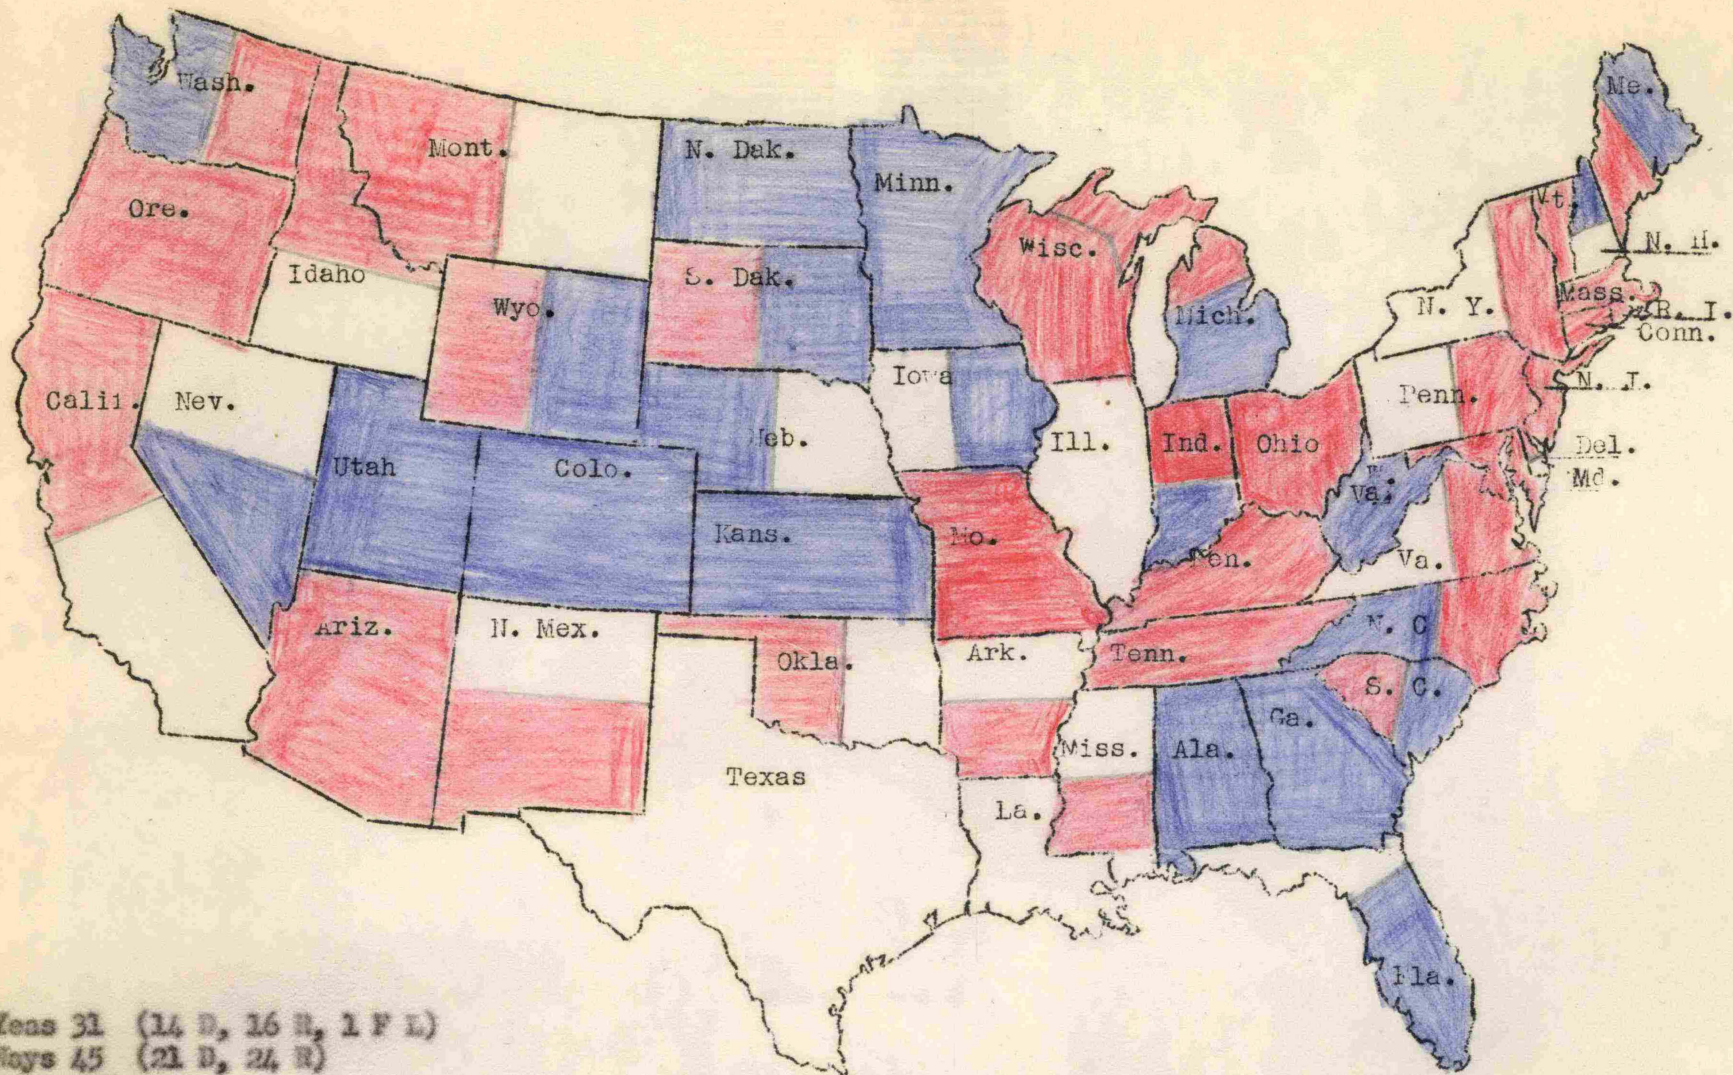 Me.
Wash.
Mont.
N. Dak.
Minn.
Ore.
Vt.
Wisc.
N. H.
Idaho
S. Dak.
Wyo.
Mich.
Mass.
N. Y.
R. I.
Conn.
Iowa
Calif.
Nev.
Penn.
N. J.
Neb.
Ill.
Ind.
Ohio
Del.
Utah
Colo.
W.
Va.
Md.
Kans.
Mo.
Ken.
Va.
Ariz.
N. Mex.
Okla.
Ark.
Tenn.
N. C
S. C.
Ga.
Miss.
Ala.
Texas
La.
Fla.
Yeas 31 (14 D, 16 R, 1 F L)
Nays 45 (21 D, 24 R)